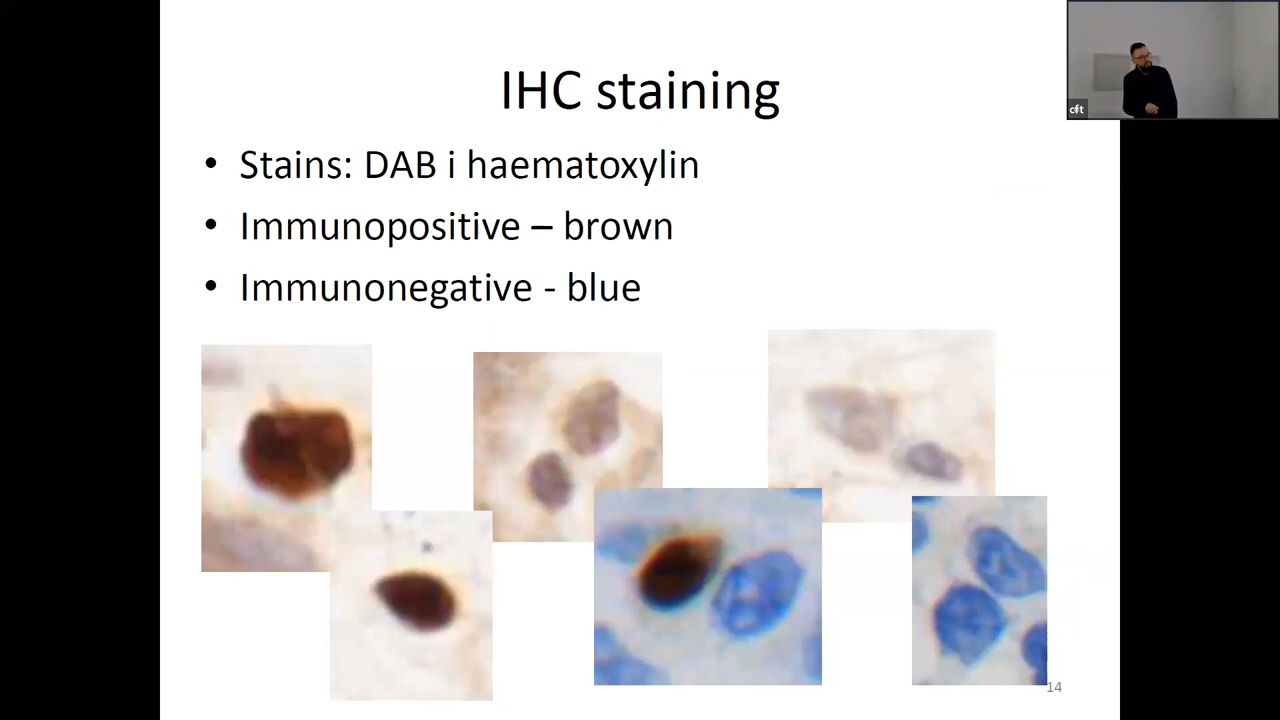 IHC staining
• Stains: DAB i haematoxylin
• Immunopositive – brown
• Immunonegative - blue
14
cft